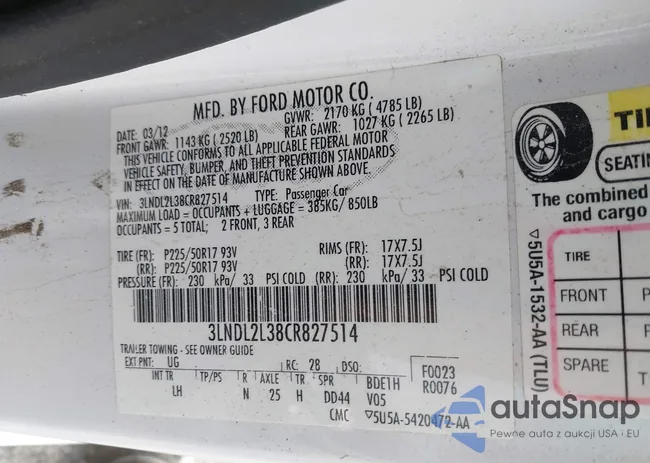 MFD. BY FORD MOTOR CO.
DATE: 03/12 GVWR: 2170 KG ( 4785 LB)
FRONT GAWR: 1143 KG ( 2520 LB) REAR GAWR: 1027 KG ( 2265 LB)
THIS VEHICLE CONFORMS TO ALL APPLICABLE FEDERAL MOTOR
VEHICLE SAFETY, BUMPER, AND THEFT PREVENTION STANDARDS
IN EFFECT ON THE DATE OF MANUFACTURE SHOWN ABOVE.
VIN: 3LNDL2L38CR827514 TYPE: Passenger Car
MAXIMUM LOAD = OCCUPANTS + LUGGAGE = 385KG/ 850LB
OCCUPANTS = 5 TOTAL; 2 FRONT, 3 REAR
TIRE (FR): P225/50R17 93V RIMS (FR): 17X7.5J
(RR): P225/50R17 93V (RR): 17X7.5J
PRESSURE (FR): 230 kPa/ 33 PSI COLD (RR): 230 kPa/ 33 PSI COLD
3LNDL2L38CR827514
TRAILER TOWING - SEE OWNER GUIDE
EXT PNT: UG RC: 28 DSO: F0023
INT TR TP/PS R AXLE TR SPR BDE1H R0076
LH N 25 H DD44 V05
CMC ▽5U5A-5420472-AA
TI
SEATIN
The combined
and cargo
TIRE
FRONT P
REAR P
SPARE T
▽5U5A-1532-AA (TLU)
autoSnap
Pewne auta z aukcji USA i EU